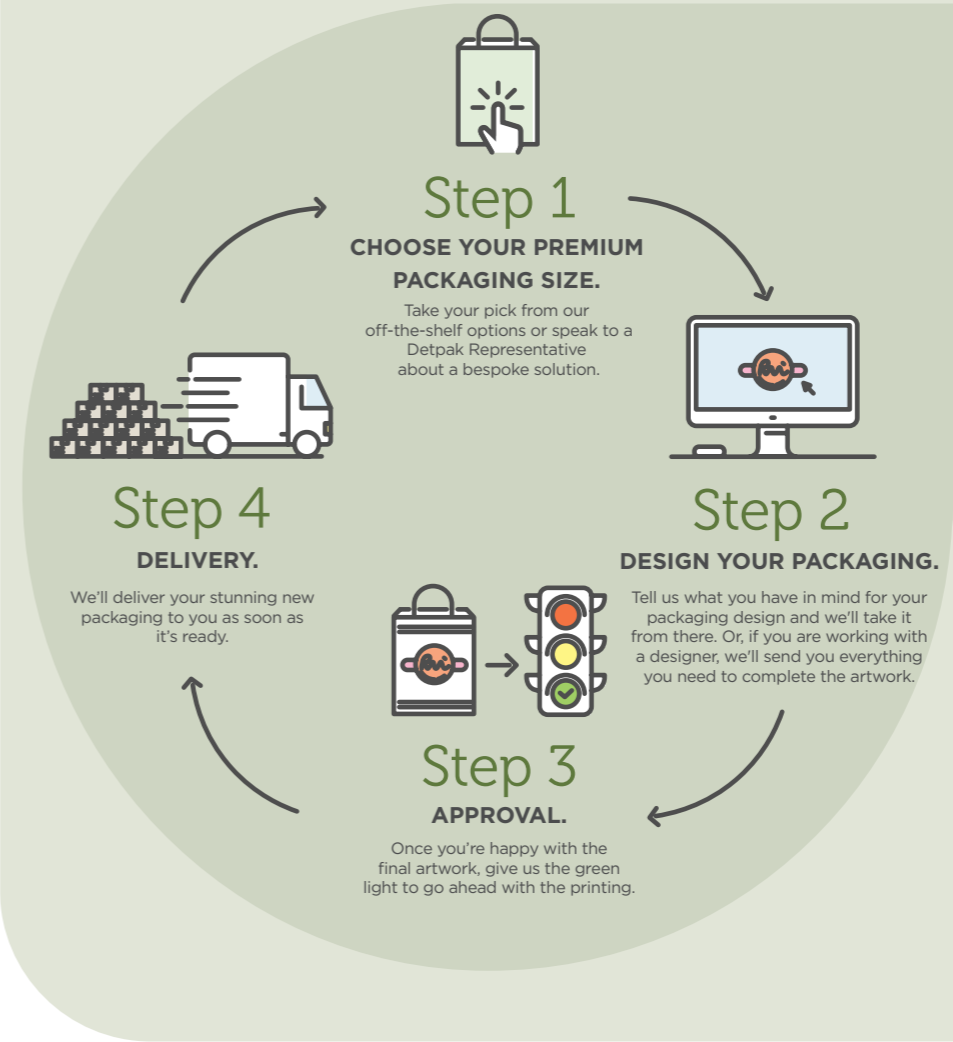 Step 1
CHOOSE YOUR PREMIUM
PACKAGING SIZE.
Take your pick from our
off-the-shelf options or speak to a
Detpak Representative
about a bespoke solution.
Step 2
DESIGN YOUR PACKAGING.
Tell us what you have in mind for your
packaging design and we'll take it
from there. Or, if you are working with
a designer, we'll send you everything
you need to complete the artwork.
Step 3
APPROVAL.
Once you’re happy with the
final artwork, give us the green
light to go ahead with the printing.
Step 4
DELIVERY.
We’ll deliver your stunning new
packaging to you as soon as
it’s ready.